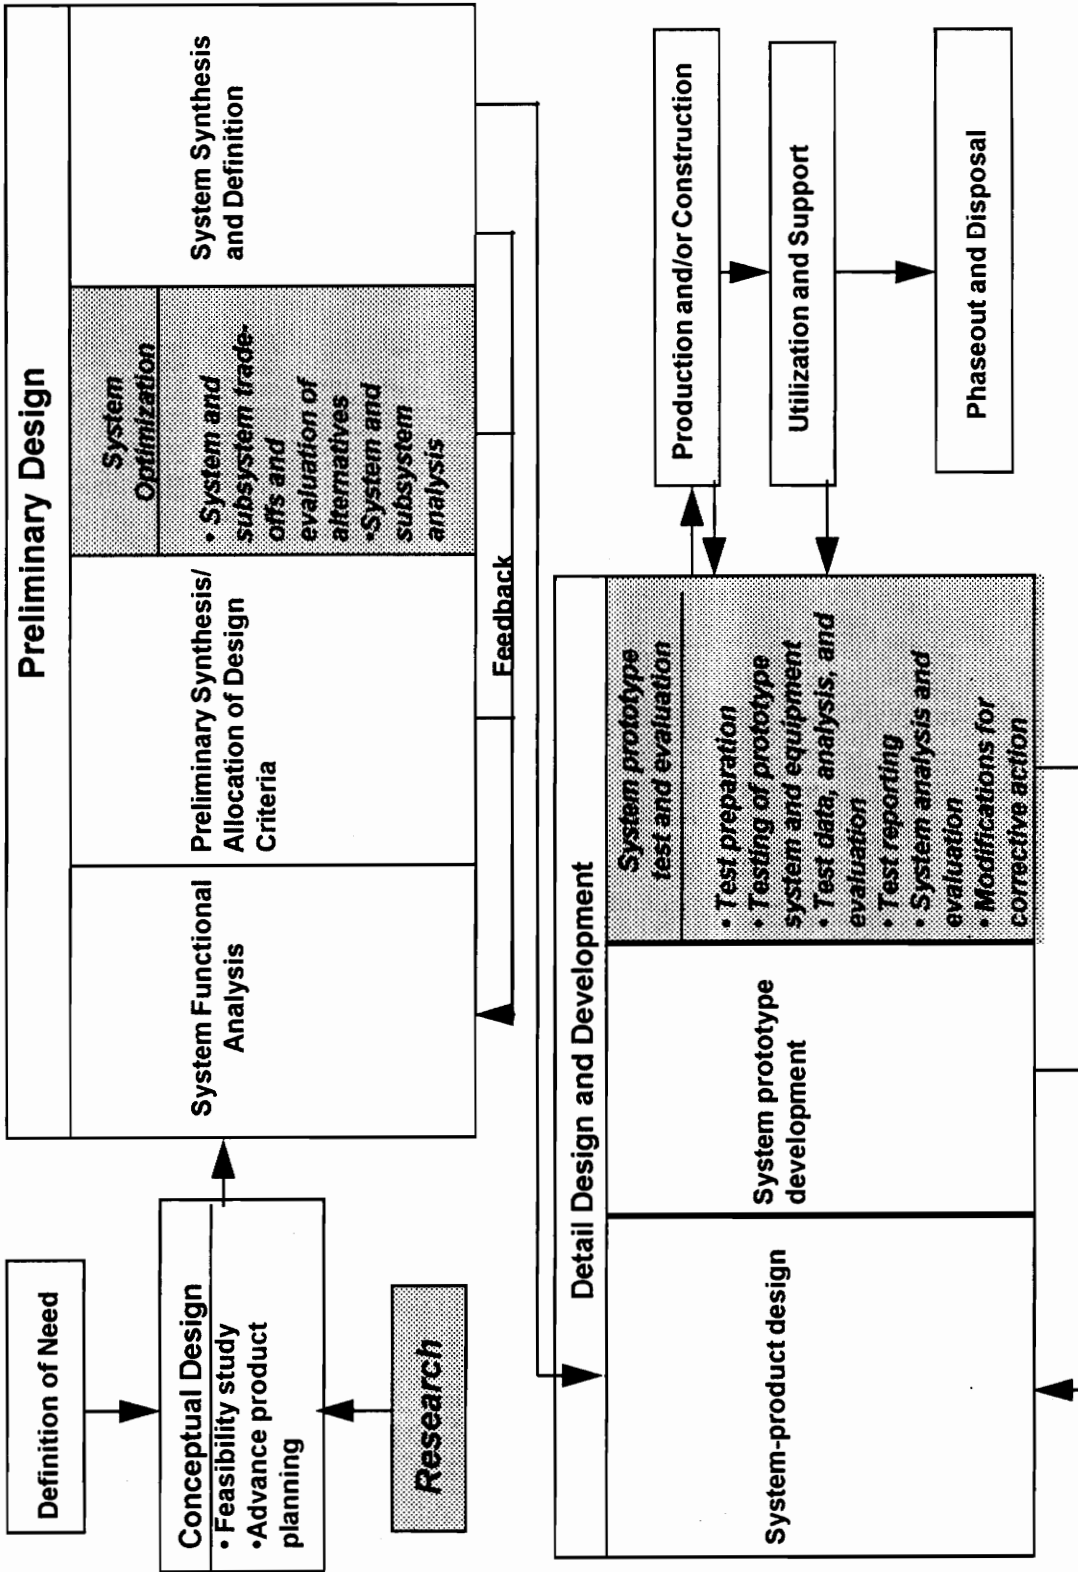 Definition of Need
Conceptual Design
• Feasibility study
•Advance product
planning
Research
Preliminary Design
System Functional
Analysis
Preliminary Synthesis/
Allocation of Design
Criteria
System
Optimization
• System and
subsystem trade-
offs and
evaluation of
alternatives
•System and
subsystem
analysis
System Synthesis
and Definition
Feedback
Detail Design and Development
System-product design
System prototype
development
System prototype
test and evaluation
• Test preparation
• Testing of prototype
system and equipment
• Test data, analysis, and
evaluation
• Test reporting
• System analysis and
evaluation
• Modifications for
corrective action
Production and/or Construction
Utilization and Support
Phaseout and Disposal